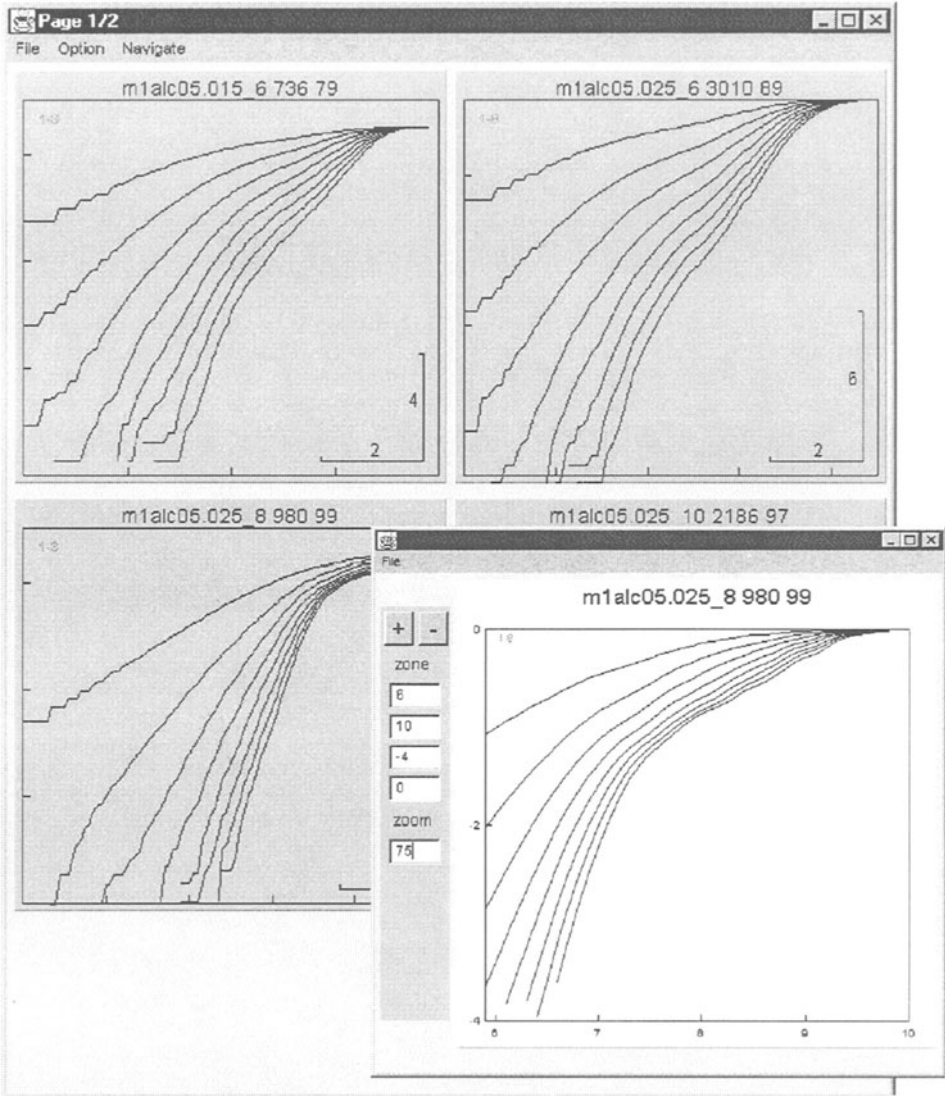 Page 1/2
File Option Navigate
m1alc05.015_6 736 79
4
2
m1alc05.025_6 3010 89
6
2
m1alc05.025_8 980 99
m1alc05.025_10 2186 97
File
m1alc05.025_8 980 99
+ -
zone
6
10
-4
0
zoom
75
0
-2
-4
6 7 8 9 10